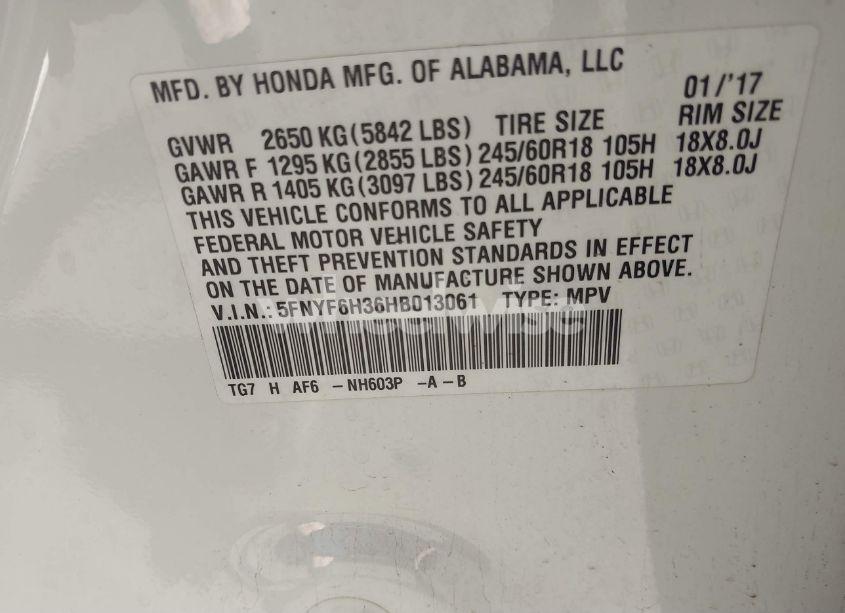 MFD. BY HONDA MFG. OF ALABAMA, LLC
01/'17
GVWR 2650 KG(5842 LBS) TIRE SIZE RIM SIZE
GAWR F 1295 KG(2855 LBS) 245/60R18 105H 18X8.0J
GAWR R 1405 KG(3097 LBS) 245/60R18 105H 18X8.0J
THIS VEHICLE CONFORMS TO ALL APPLICABLE
FEDERAL MOTOR VEHICLE SAFETY
AND THEFT PREVENTION STANDARDS IN EFFECT
ON THE DATE OF MANUFACTURE SHOWN ABOVE.
V.I.N.: 5FNYF6H36HB013061 TYPE: MPV
TG7 H AF6 -NH603P -A-B